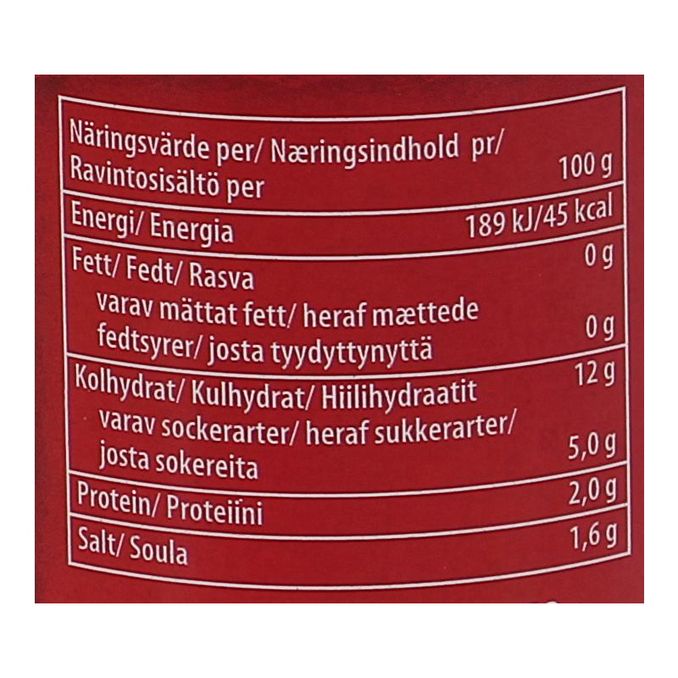 Näringsvärde per/ Næringsindhold pr/
Ravintosisältö per 100 g
Energi/ Energia 189 kJ/45 kcal
Fett/ Fedt/ Rasva 0 g
varav mättat fett/ heraf mættede
fedtsyrer/ josta tyydyttynyttä 0 g
Kolhydrat/ Kulhydrat/ Hiilihydraatit 12 g
varav sockerarter/ heraf sukkerarter/
josta sokereita 5,0 g
Protein/ Proteiini 2,0 g
Salt/ Suola 1,6 g